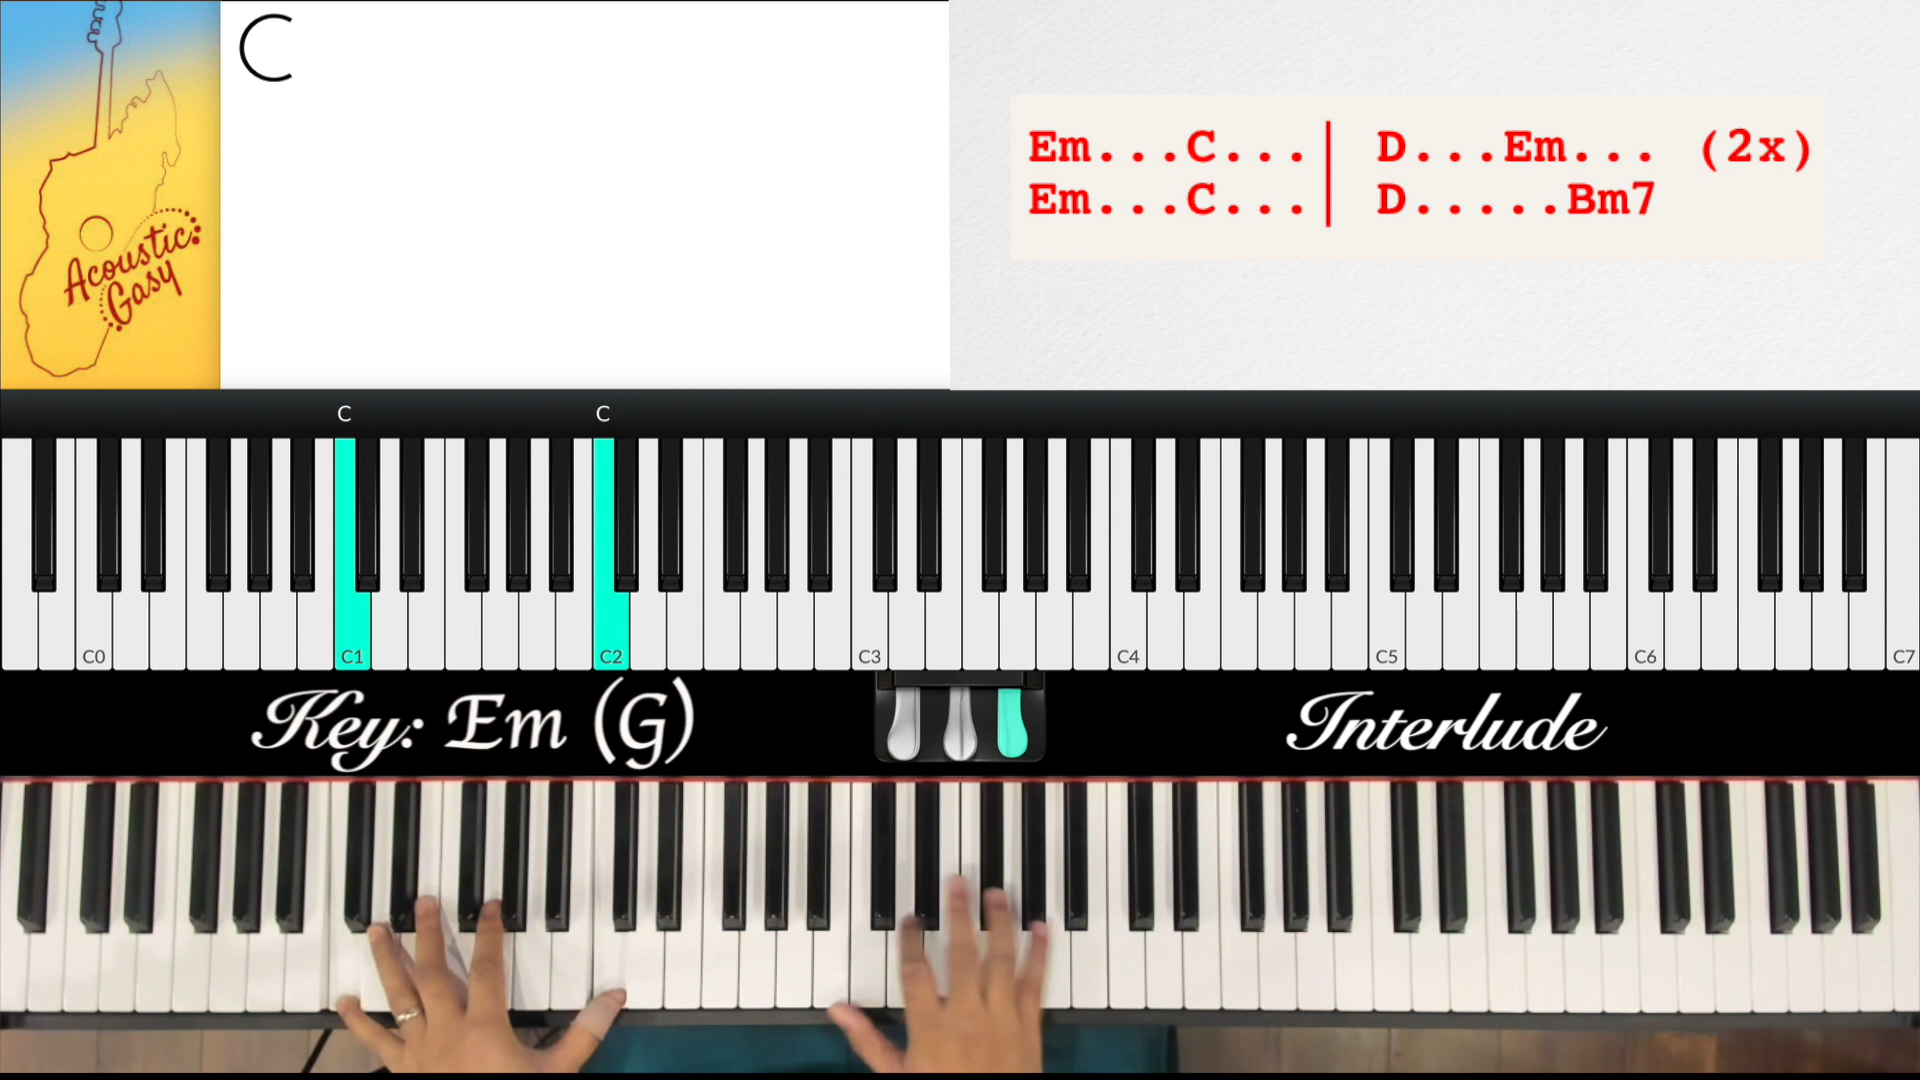 C
Acoustic
Gasy
Em...C...| D...Em... (2x)
Em...C...| D.....Bm7
C C
C0 C1 C2 C3 C4 C5 C6 C7
Key: Em (G)
Interlude